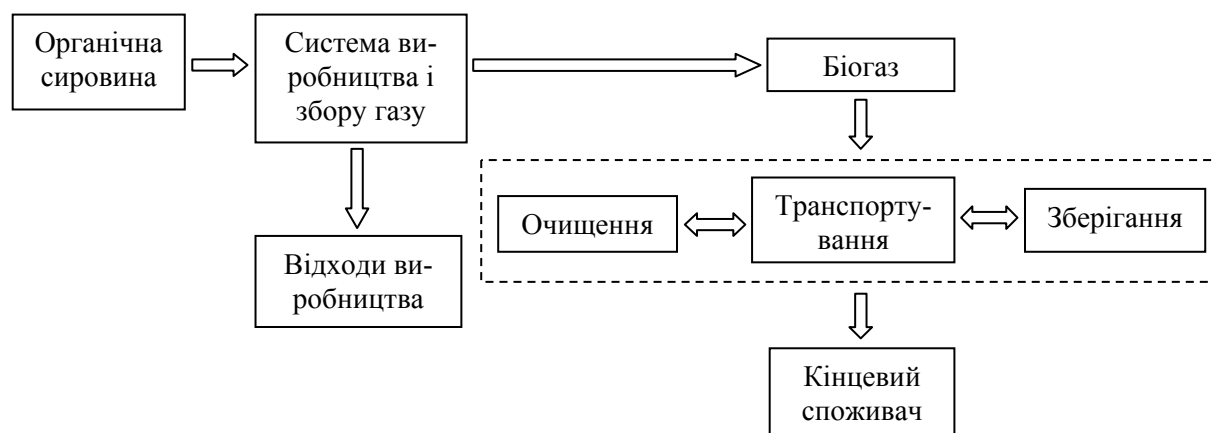 Органічна
сировина
Система ви-
робництва і
збору газу
Біогаз
Очищення
Транспорту-
вання
Зберігання
Відходи ви-
робництва
Кінцевий
споживач